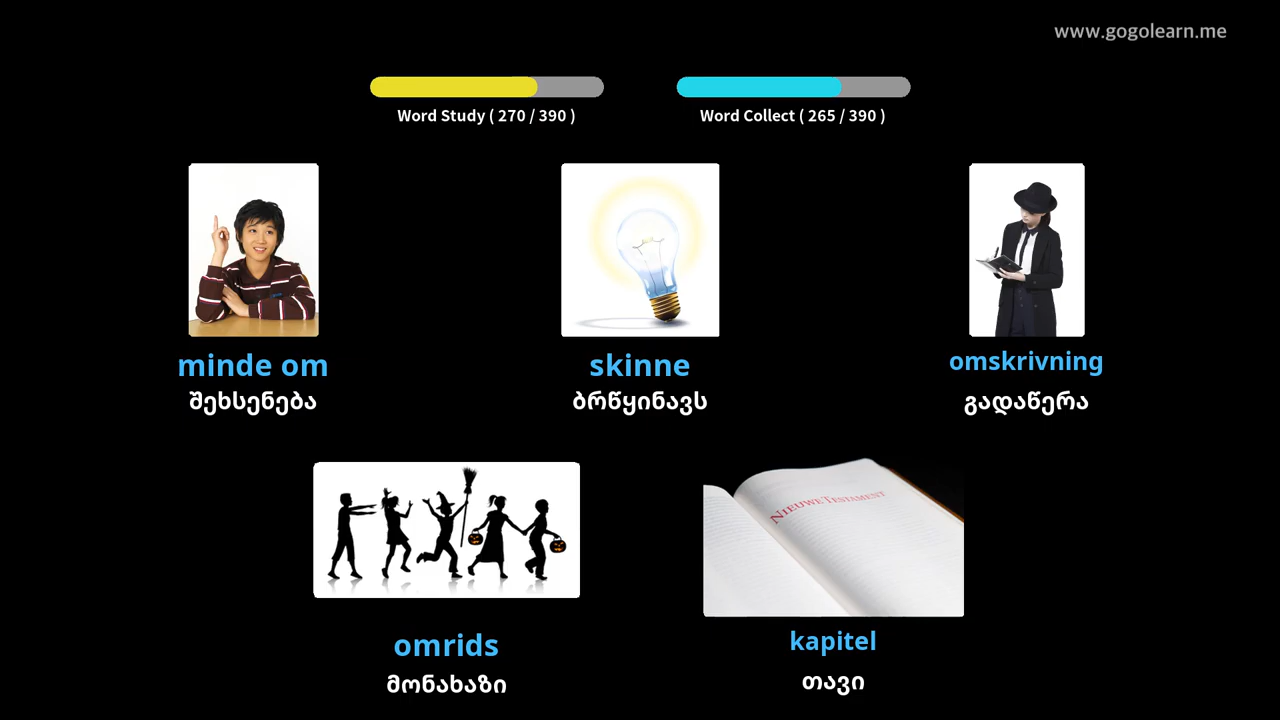 www.gogolearn.me
Word Study ( 270 / 390 )
Word Collect ( 265 / 390 )
minde om
შეხსენება
skinne
ბრწყინავს
omskrivning
გადაწერა
NIEUWE TESTAMENT
omrids
მონახაზი
kapitel
თავი